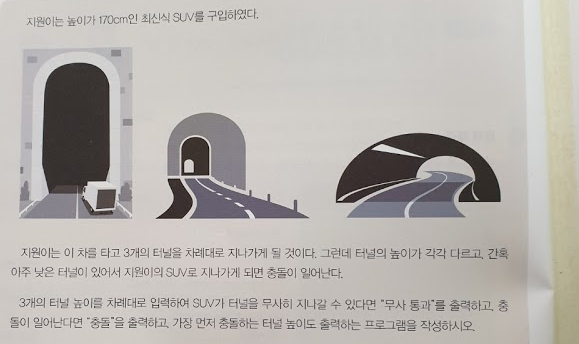 지원이는 높이가 170cm인 최신식 SUV를 구입하였다.
지원이는 이 차를 타고 3개의 터널을 차례대로 지나가게 될 것이다. 그런데 터널의 높이가 각각 다르고, 간혹
아주 낮은 터널이 있어서 지원이의 SUV로 지나가게 되면 충돌이 일어난다.
3개의 터널 높이를 차례대로 입력하여 SUV가 터널을 무사히 지나갈 수 있다면 "무사 통과"를 출력하고, 충
돌이 일어난다면 "충돌"을 출력하고, 가장 먼저 충돌하는 터널 높이도 출력하는 프로그램을 작성하시오.